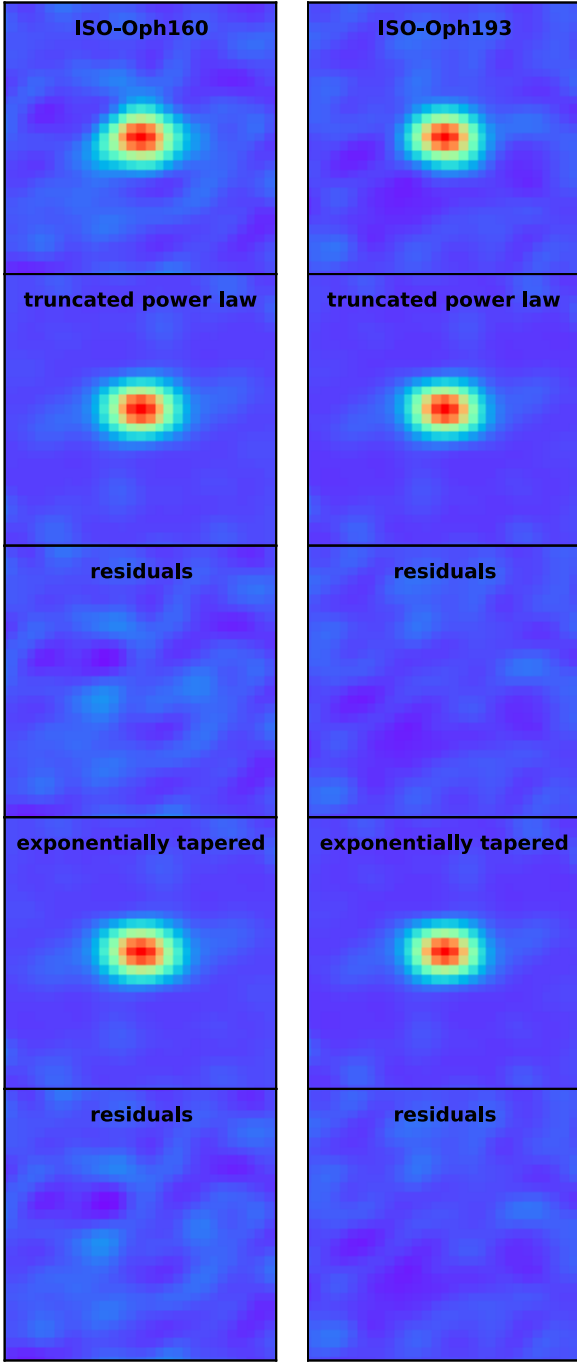 ISO-Oph160
ISO-Oph193
truncated power law
truncated power law
residuals
residuals
exponentially tapered
exponentially tapered
residuals
residuals